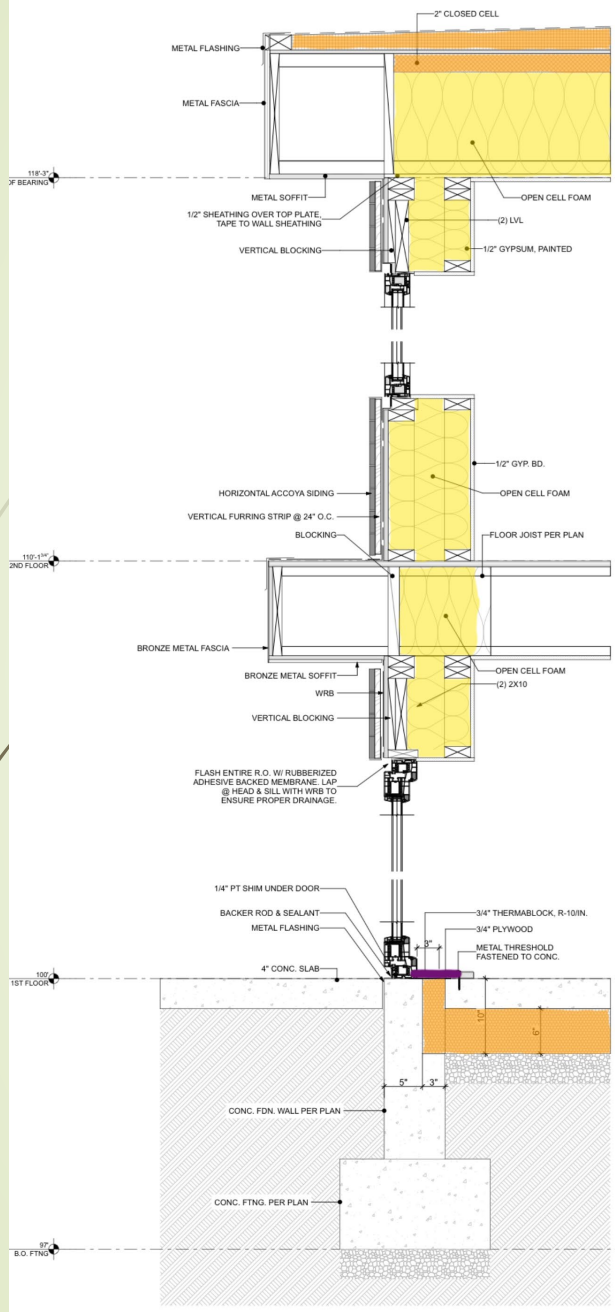 2" CLOSED CELL
METAL FLASHING
METAL FASCIA
118'-3"
OF BEARING
METAL SOFFIT
OPEN CELL FOAM
1/2" SHEATHING OVER TOP PLATE,
TAPE TO WALL SHEATHING
(2) LVL
VERTICAL BLOCKING
1/2" GYPSUM, PAINTED
1/2" GYP. BD.
HORIZONTAL ACCOYA SIDING
OPEN CELL FOAM
VERTICAL FURRING STRIP @ 24" O.C.
BLOCKING
FLOOR JOIST PER PLAN
110'-1 3/4"
2ND FLOOR
BRONZE METAL FASCIA
OPEN CELL FOAM
BRONZE METAL SOFFIT
(2) 2X10
WRB
VERTICAL BLOCKING
FLASH ENTIRE R.O. W/ RUBBERIZED
ADHESIVE BACKED MEMBRANE. LAP
@ HEAD & SILL WITH WRB TO
ENSURE PROPER DRAINAGE.
1/4" PT SHIM UNDER DOOR
BACKER ROD & SEALANT
3/4" THERMABLOCK, R-10/IN.
METAL FLASHING
3/4" PLYWOOD
3"
METAL THRESHOLD
FASTENED TO CONC.
4" CONC. SLAB
100'
1ST FLOOR
10"
6"
5"
3"
CONC. FDN. WALL PER PLAN
CONC. FTNG. PER PLAN
97'
B.O. FTNG